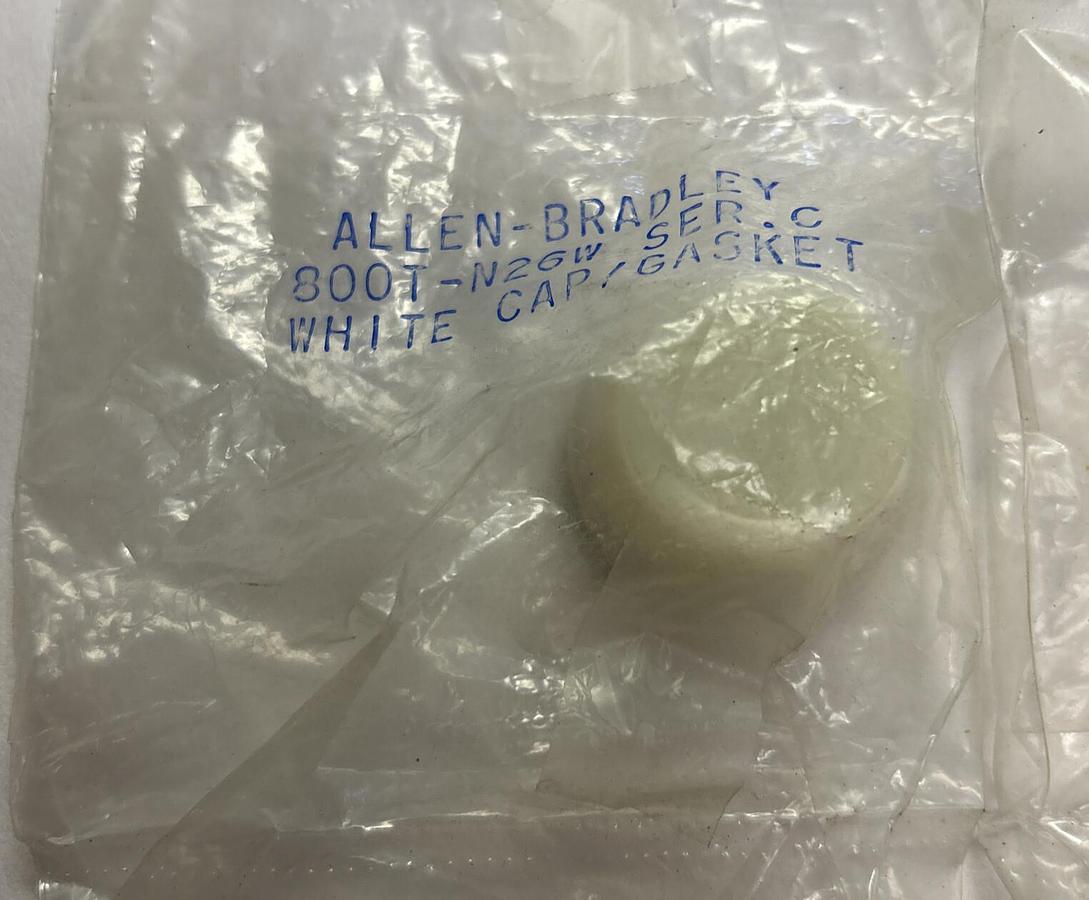 ALLEN-BRADLEY
800T-N26W SER.C
WHITE CAP/GASKET